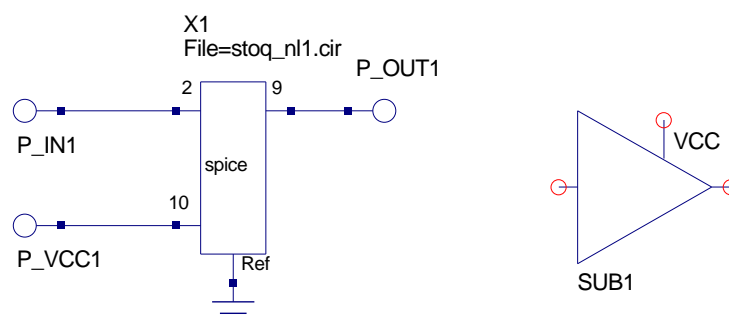 X1
File=stoq_nl1.cir
P_OUT1
2
9
P_IN1
VCC
spice
10
P_VCC1
Ref
SUB1